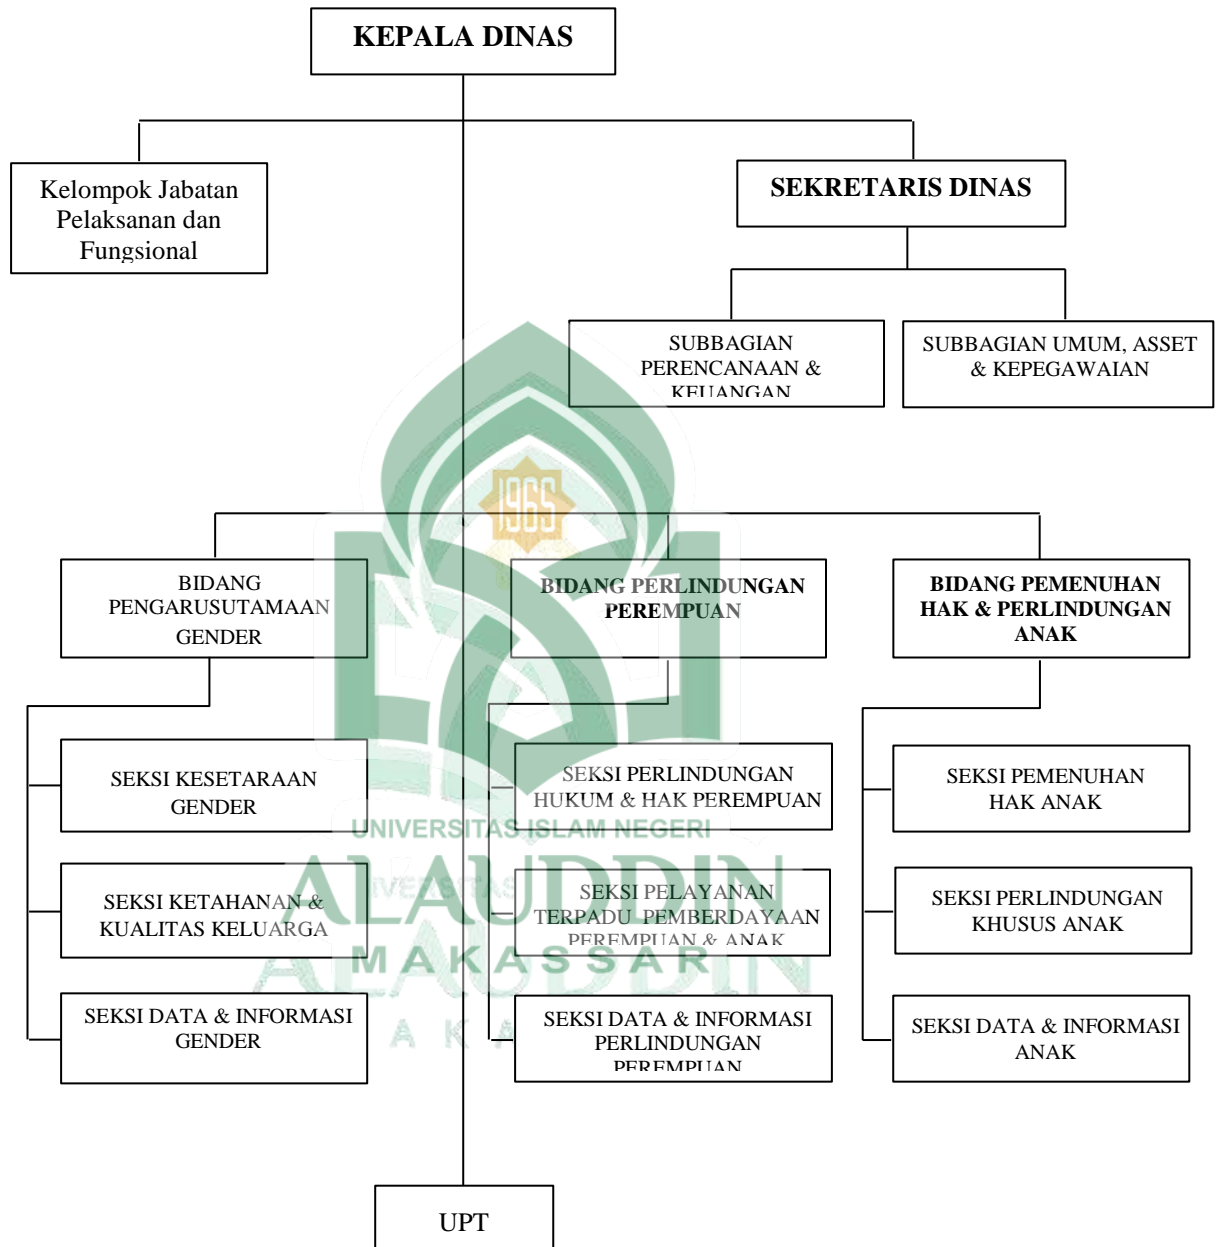 KEPALA DINAS
Kelompok Jabatan
Pelaksanan dan
Fungsional
SEKRETARIS DINAS
SUBBAGIAN
PERENCANAAN &
KEUANGAN
SUBBAGIAN UMUM, ASSET
& KEPEGAWAIAN
1965
BIDANG
PENGARUSUTAMAAN
GENDER
BIDANG PERLINDUNGAN
PEREMPUAN
BIDANG PEMENUHAN
HAK & PERLINDUNGAN
ANAK
SEKSI KESETARAAN
GENDER
SEKSI PERLINDUNGAN
HUKUM & HAK PEREMPUAN
SEKSI PEMENUHAN
HAK ANAK
UNIVERSITAS ISLAM NEGERI
ALAUDDIN
MAKASSAR
SEKSI KETAHANAN &
KUALITAS KELUARGA
SEKSI PELAYANAN
TERPADU PEMBERDAYAAN
PEREMPUAN & ANAK
SEKSI PERLINDUNGAN
KHUSUS ANAK
ALAUDDIN
SEKSI DATA & INFORMASI
GENDER
SEKSI DATA & INFORMASI
PERLINDUNGAN
PEREMPUAN
SEKSI DATA & INFORMASI
ANAK
UPT